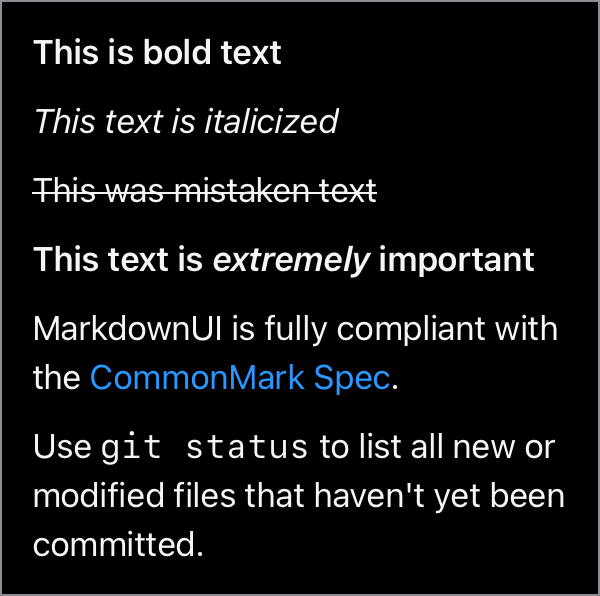 This is bold text
This text is italicized
This was mistaken text
This text is extremely important
MarkdownUI is fully compliant with
the CommonMark Spec.
Use git status to list all new or
modified files that haven't yet been
committed.